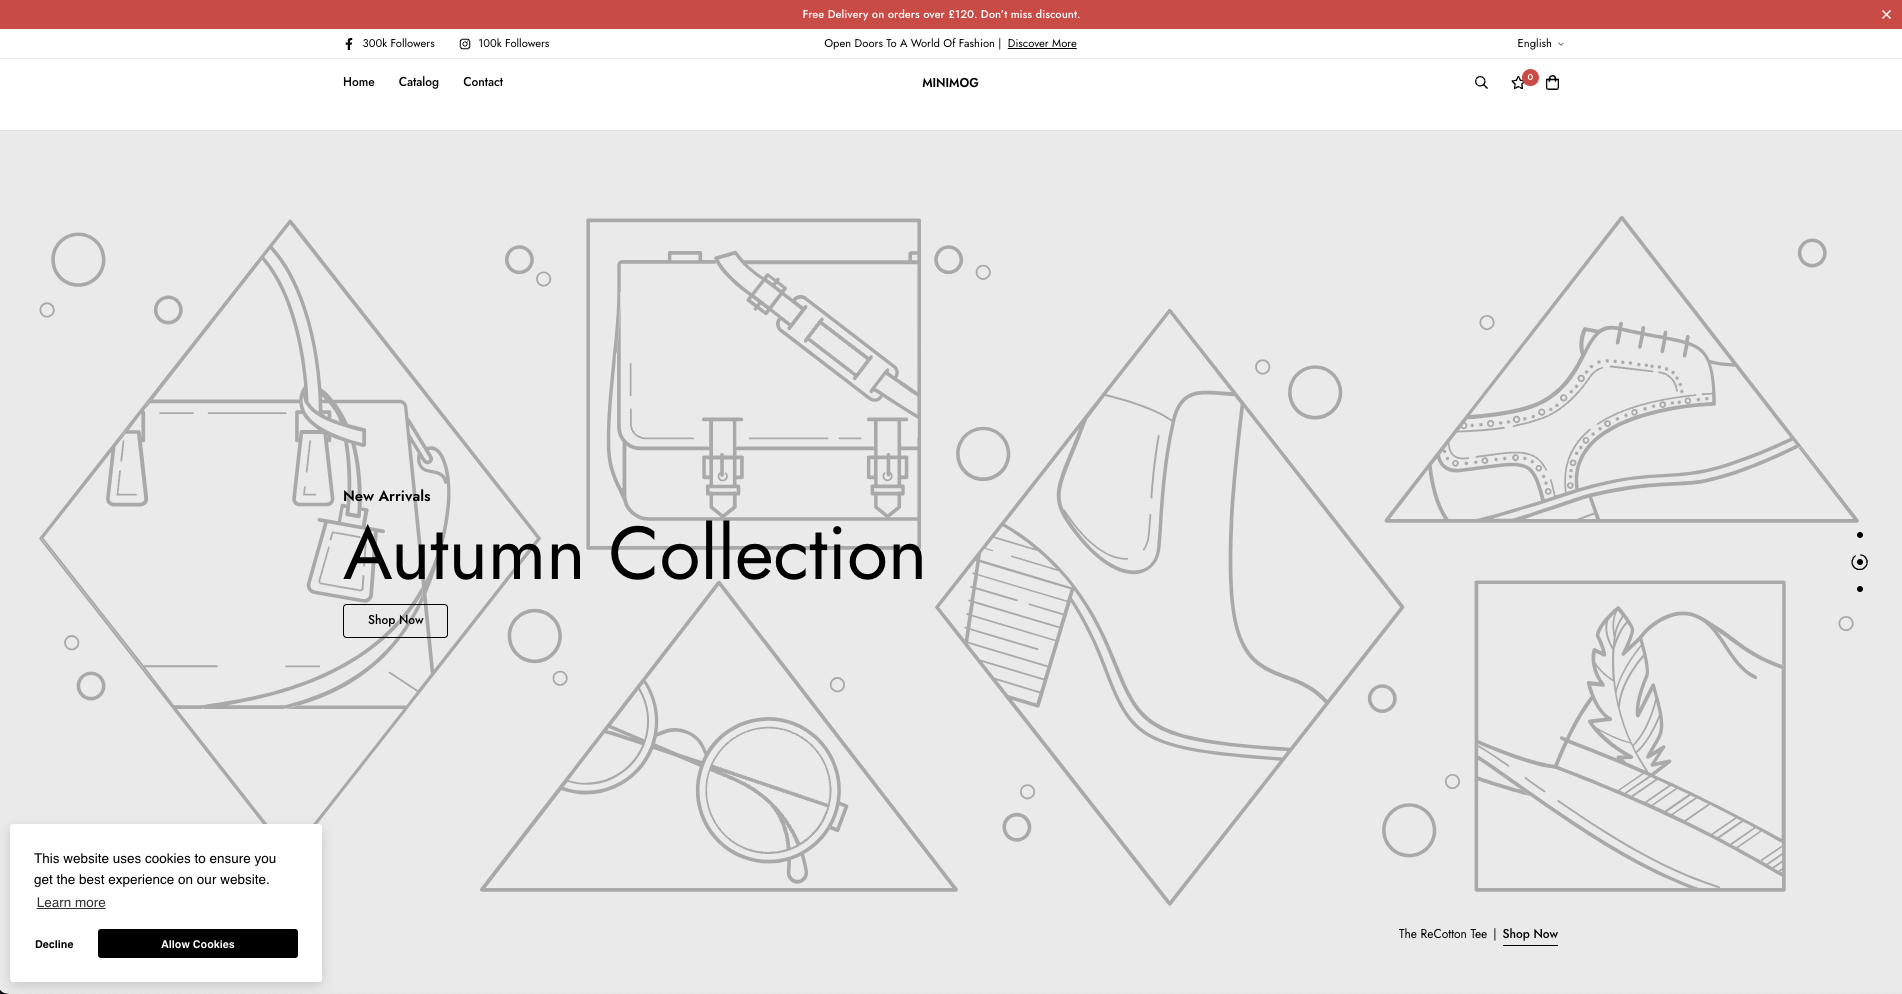 Free Delivery on orders over £120. Don't miss discount.
300k Followers 100k Followers Open Doors To A World Of Fashion | Discover More English
Home Catalog Contact MINIMOG 0
New Arrivals
Autumn Collection
Shop Now
This website uses cookies to ensure you
get the best experience on our website.
Learn more
Decline Allow Cookies
The ReCotton Tee | Shop Now